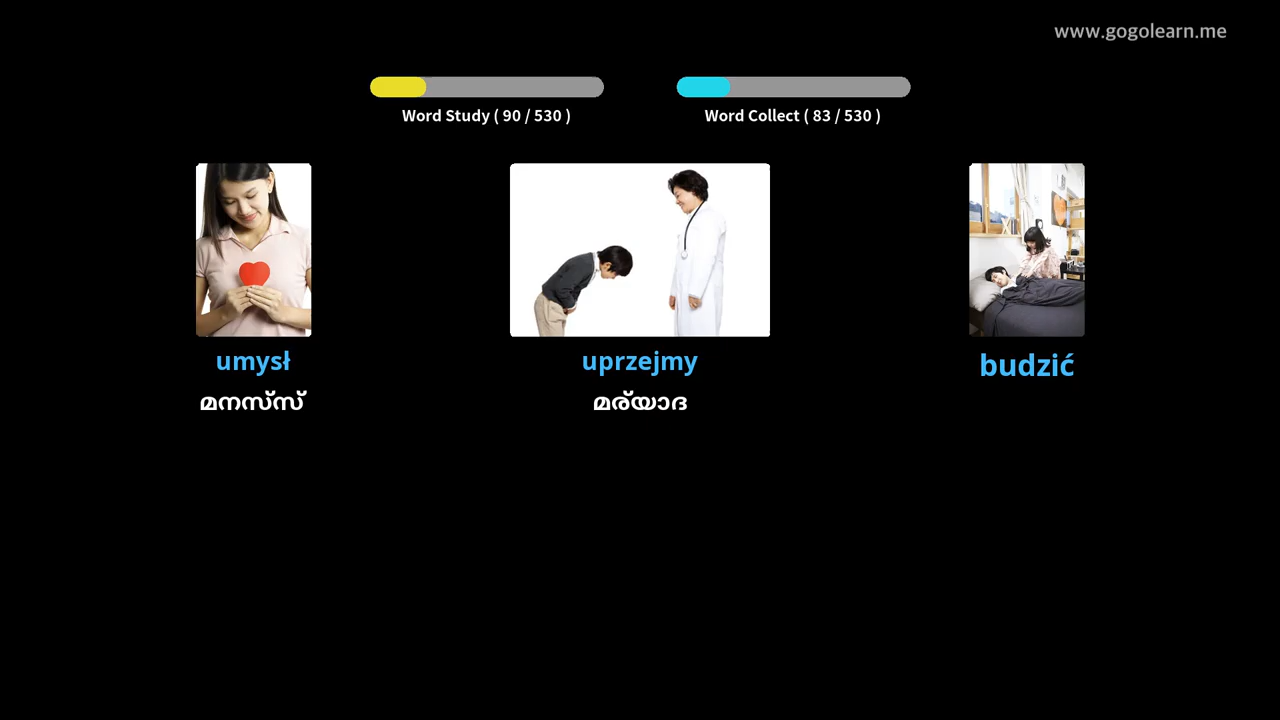 www.gogolearn.me
Word Study ( 90 / 530 )
Word Collect ( 83 / 530 )
umysł
മനസ്സ്
uprzejmy
മര്യാദ
budzić